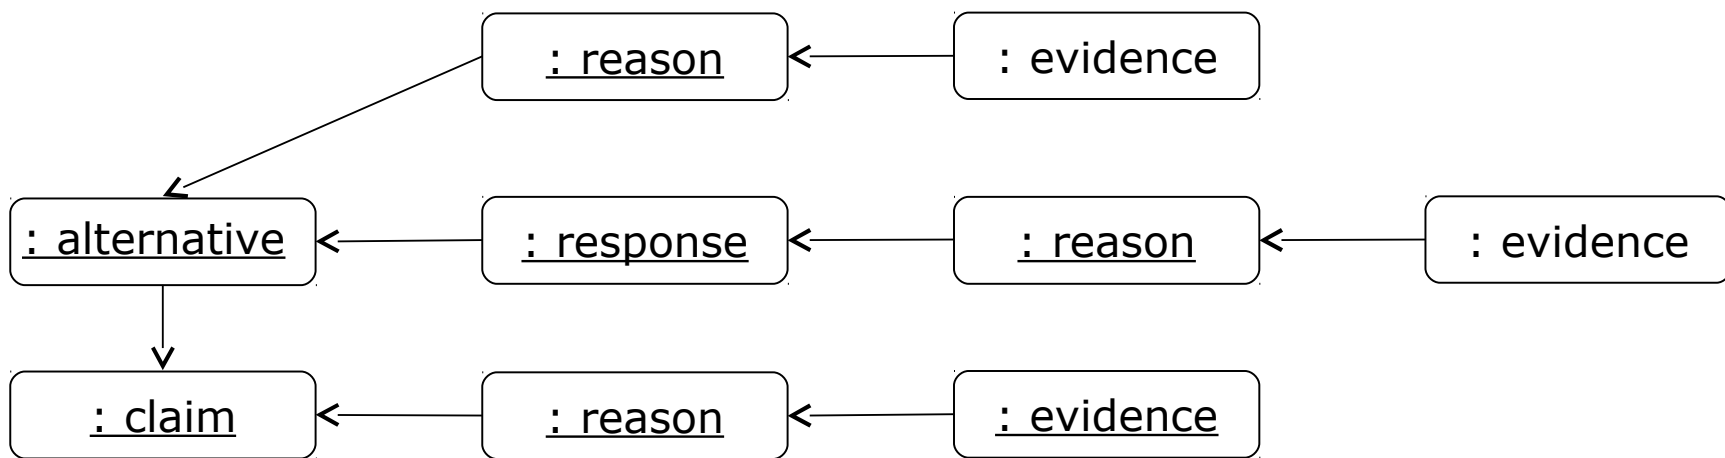 : reason
: evidence
: alternative
: response
: reason
: evidence
: claim
: reason
: evidence